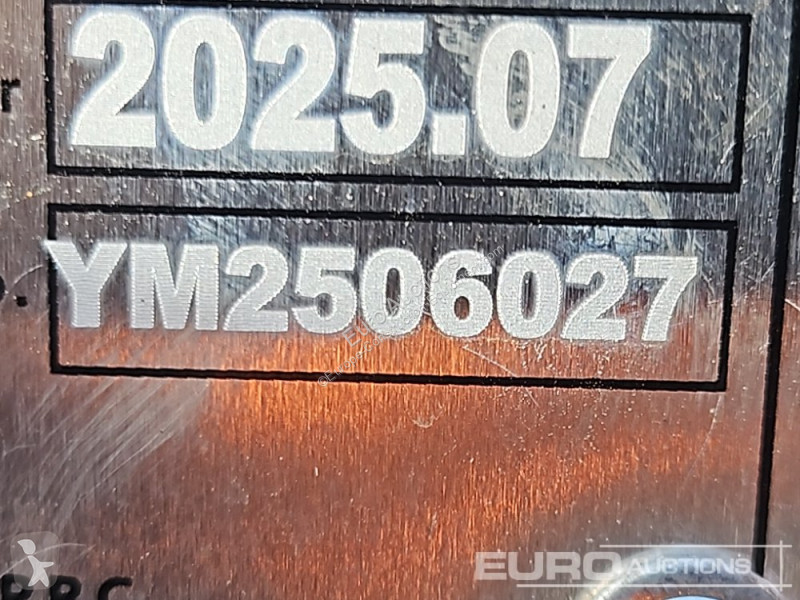 r 2025.07
o. YM2506027
P.R.C
EURO AUCTIONS